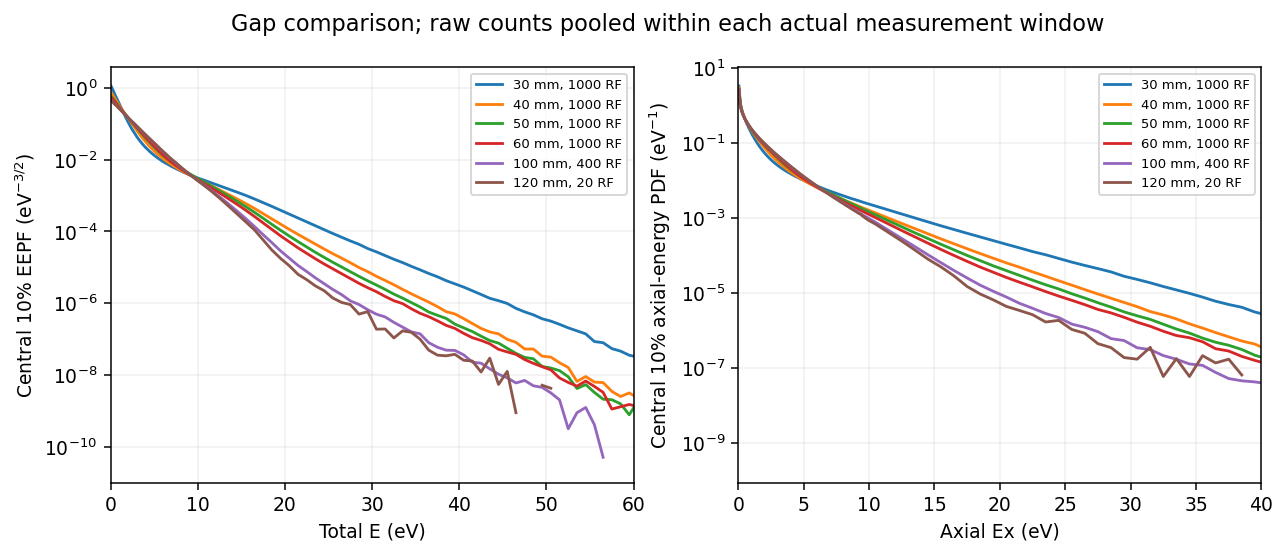 Gap comparison; raw counts pooled within each actual measurement window
Central 10% EEPF (eV⁻³/²)
10⁰
10⁻²
10⁻⁴
10⁻⁶
10⁻⁸
10⁻¹⁰
30 mm, 1000 RF
40 mm, 1000 RF
50 mm, 1000 RF
60 mm, 1000 RF
100 mm, 400 RF
120 mm, 20 RF
0 10 20 30 40 50 60
Total E (eV)
Central 10% axial-energy PDF (eV⁻¹)
10¹
10⁻¹
10⁻³
10⁻⁵
10⁻⁷
10⁻⁹
30 mm, 1000 RF
40 mm, 1000 RF
50 mm, 1000 RF
60 mm, 1000 RF
100 mm, 400 RF
120 mm, 20 RF
0 5 10 15 20 25 30 35 40
Axial Ex (eV)